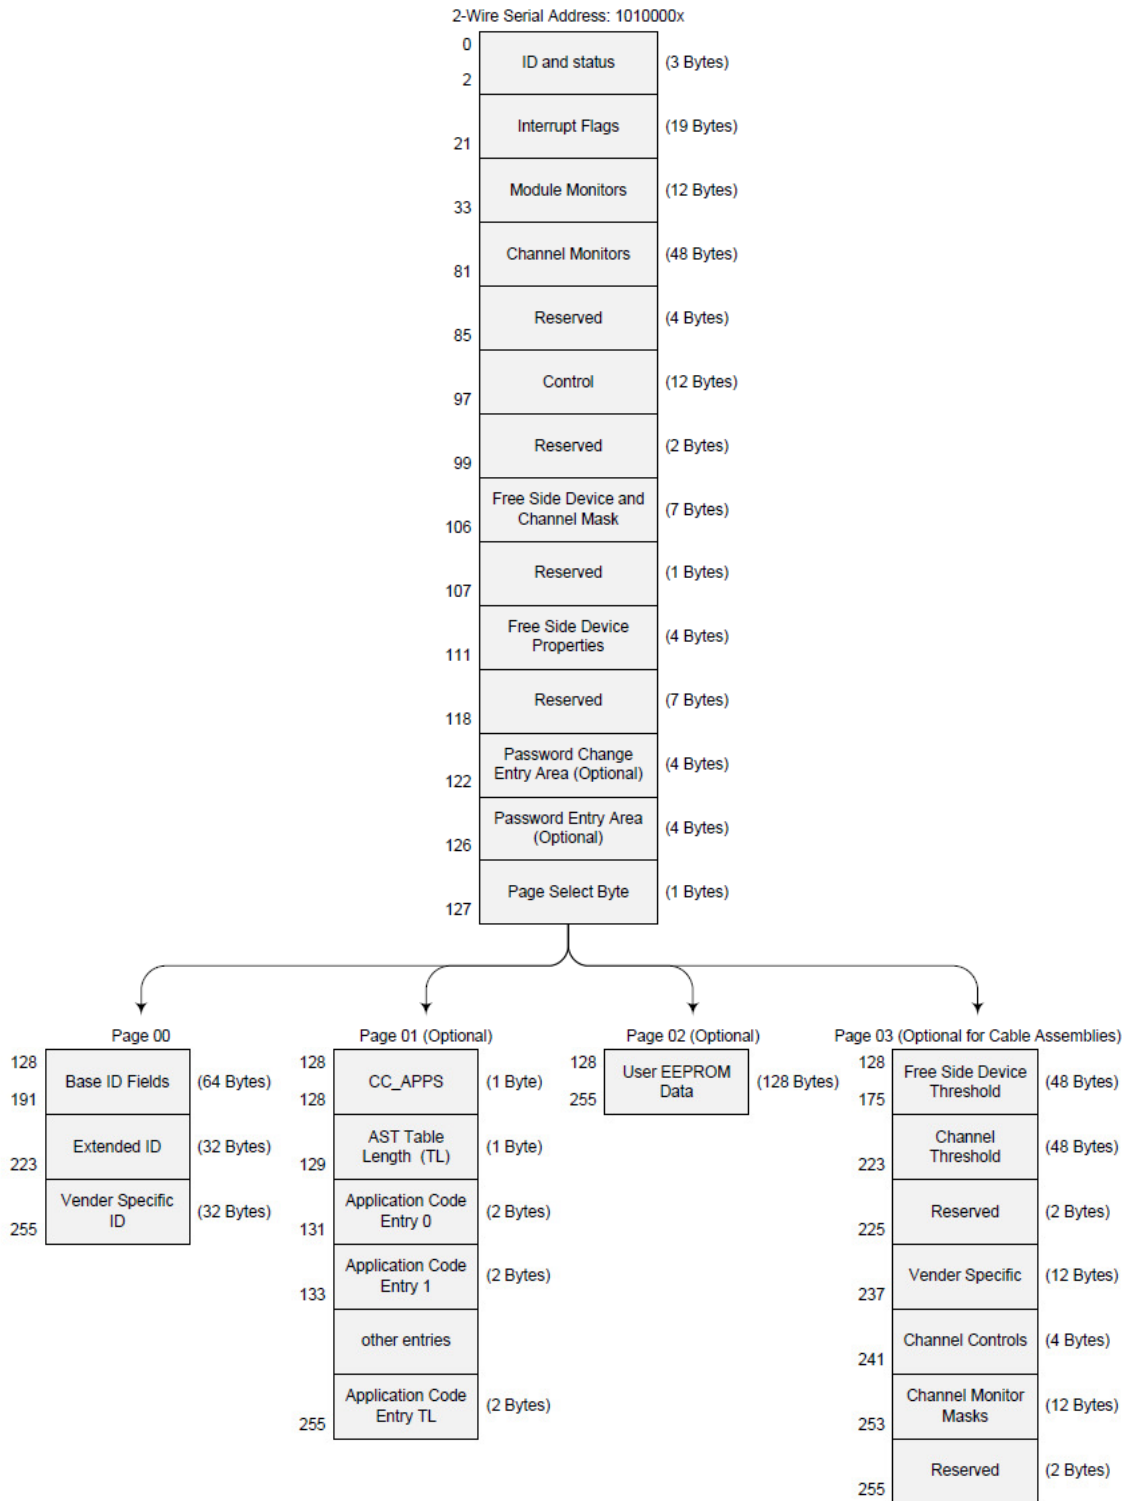 2-Wire Serial Address: 1010000x
0
ID and status
(3 Bytes)
2
Interrupt Flags
(19 Bytes)
21
Module Monitors
(12 Bytes)
33
Channel Monitors
(48 Bytes)
81
Reserved
(4 Bytes)
85
Control
(12 Bytes)
97
Reserved
(2 Bytes)
99
Free Side Device and
Channel Mask
(7 Bytes)
106
Reserved
(1 Bytes)
107
Free Side Device
Properties
(4 Bytes)
111
Reserved
(7 Bytes)
118
Password Change
Entry Area (Optional)
(4 Bytes)
122
Password Entry Area
(Optional)
(4 Bytes)
126
Page Select Byte
(1 Bytes)
127
Page 00
128
Base ID Fields
(64 Bytes)
191
Extended ID
(32 Bytes)
223
Vender Specific
ID
(32 Bytes)
255
Page 01 (Optional)
128
CC_APPS
(1 Byte)
128
AST Table
Length (TL)
(1 Byte)
129
Application Code
Entry 0
(2 Bytes)
131
Application Code
Entry 1
(2 Bytes)
133
other entries
Application Code
Entry TL
(2 Bytes)
255
Page 02 (Optional)
128
User EEPROM
Data
(128 Bytes)
255
Page 03 (Optional for Cable Assemblies)
128
Free Side Device
Threshold
(48 Bytes)
175
Channel
Threshold
(48 Bytes)
223
Reserved
(2 Bytes)
225
Vender Specific
(12 Bytes)
237
Channel Controls
(4 Bytes)
241
Channel Monitor
Masks
(12 Bytes)
253
Reserved
(2 Bytes)
255